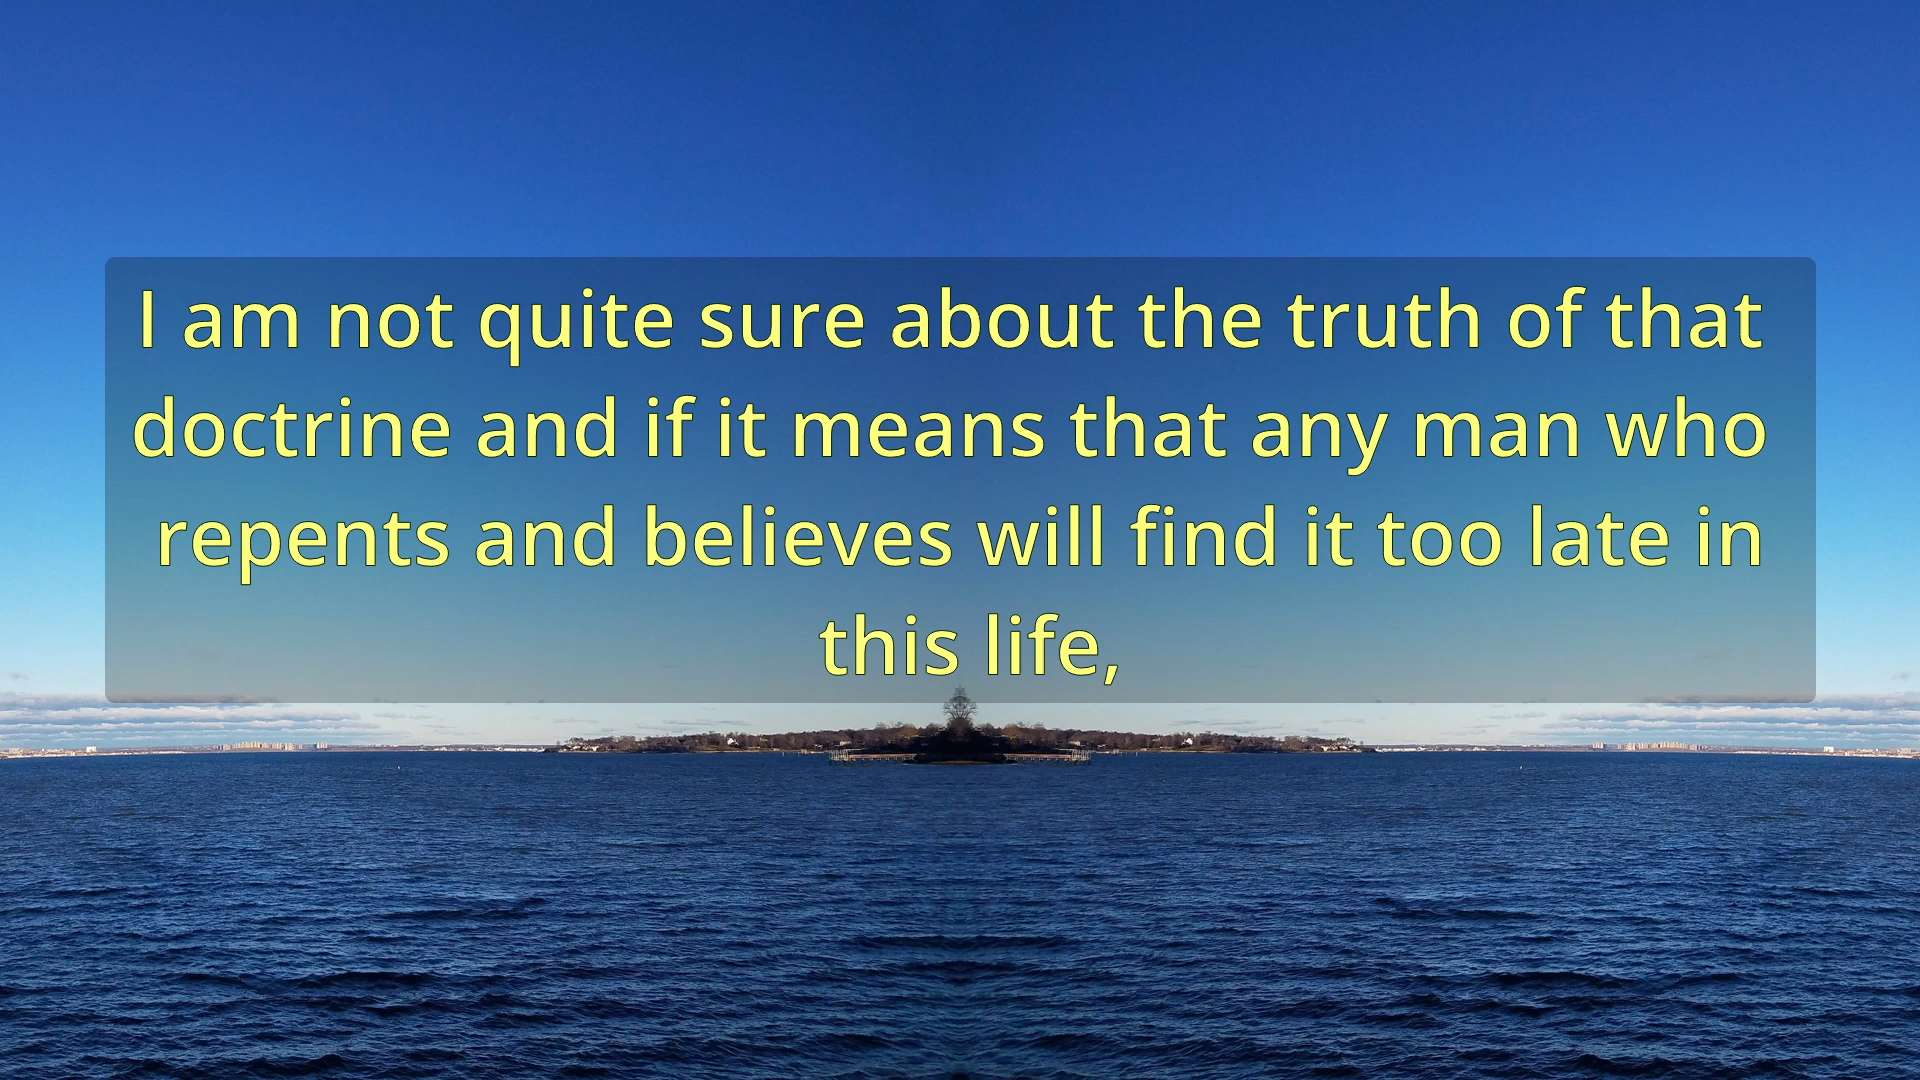 I am not quite sure about the truth of that
doctrine and if it means that any man who
repents and believes will find it too late in
this life,